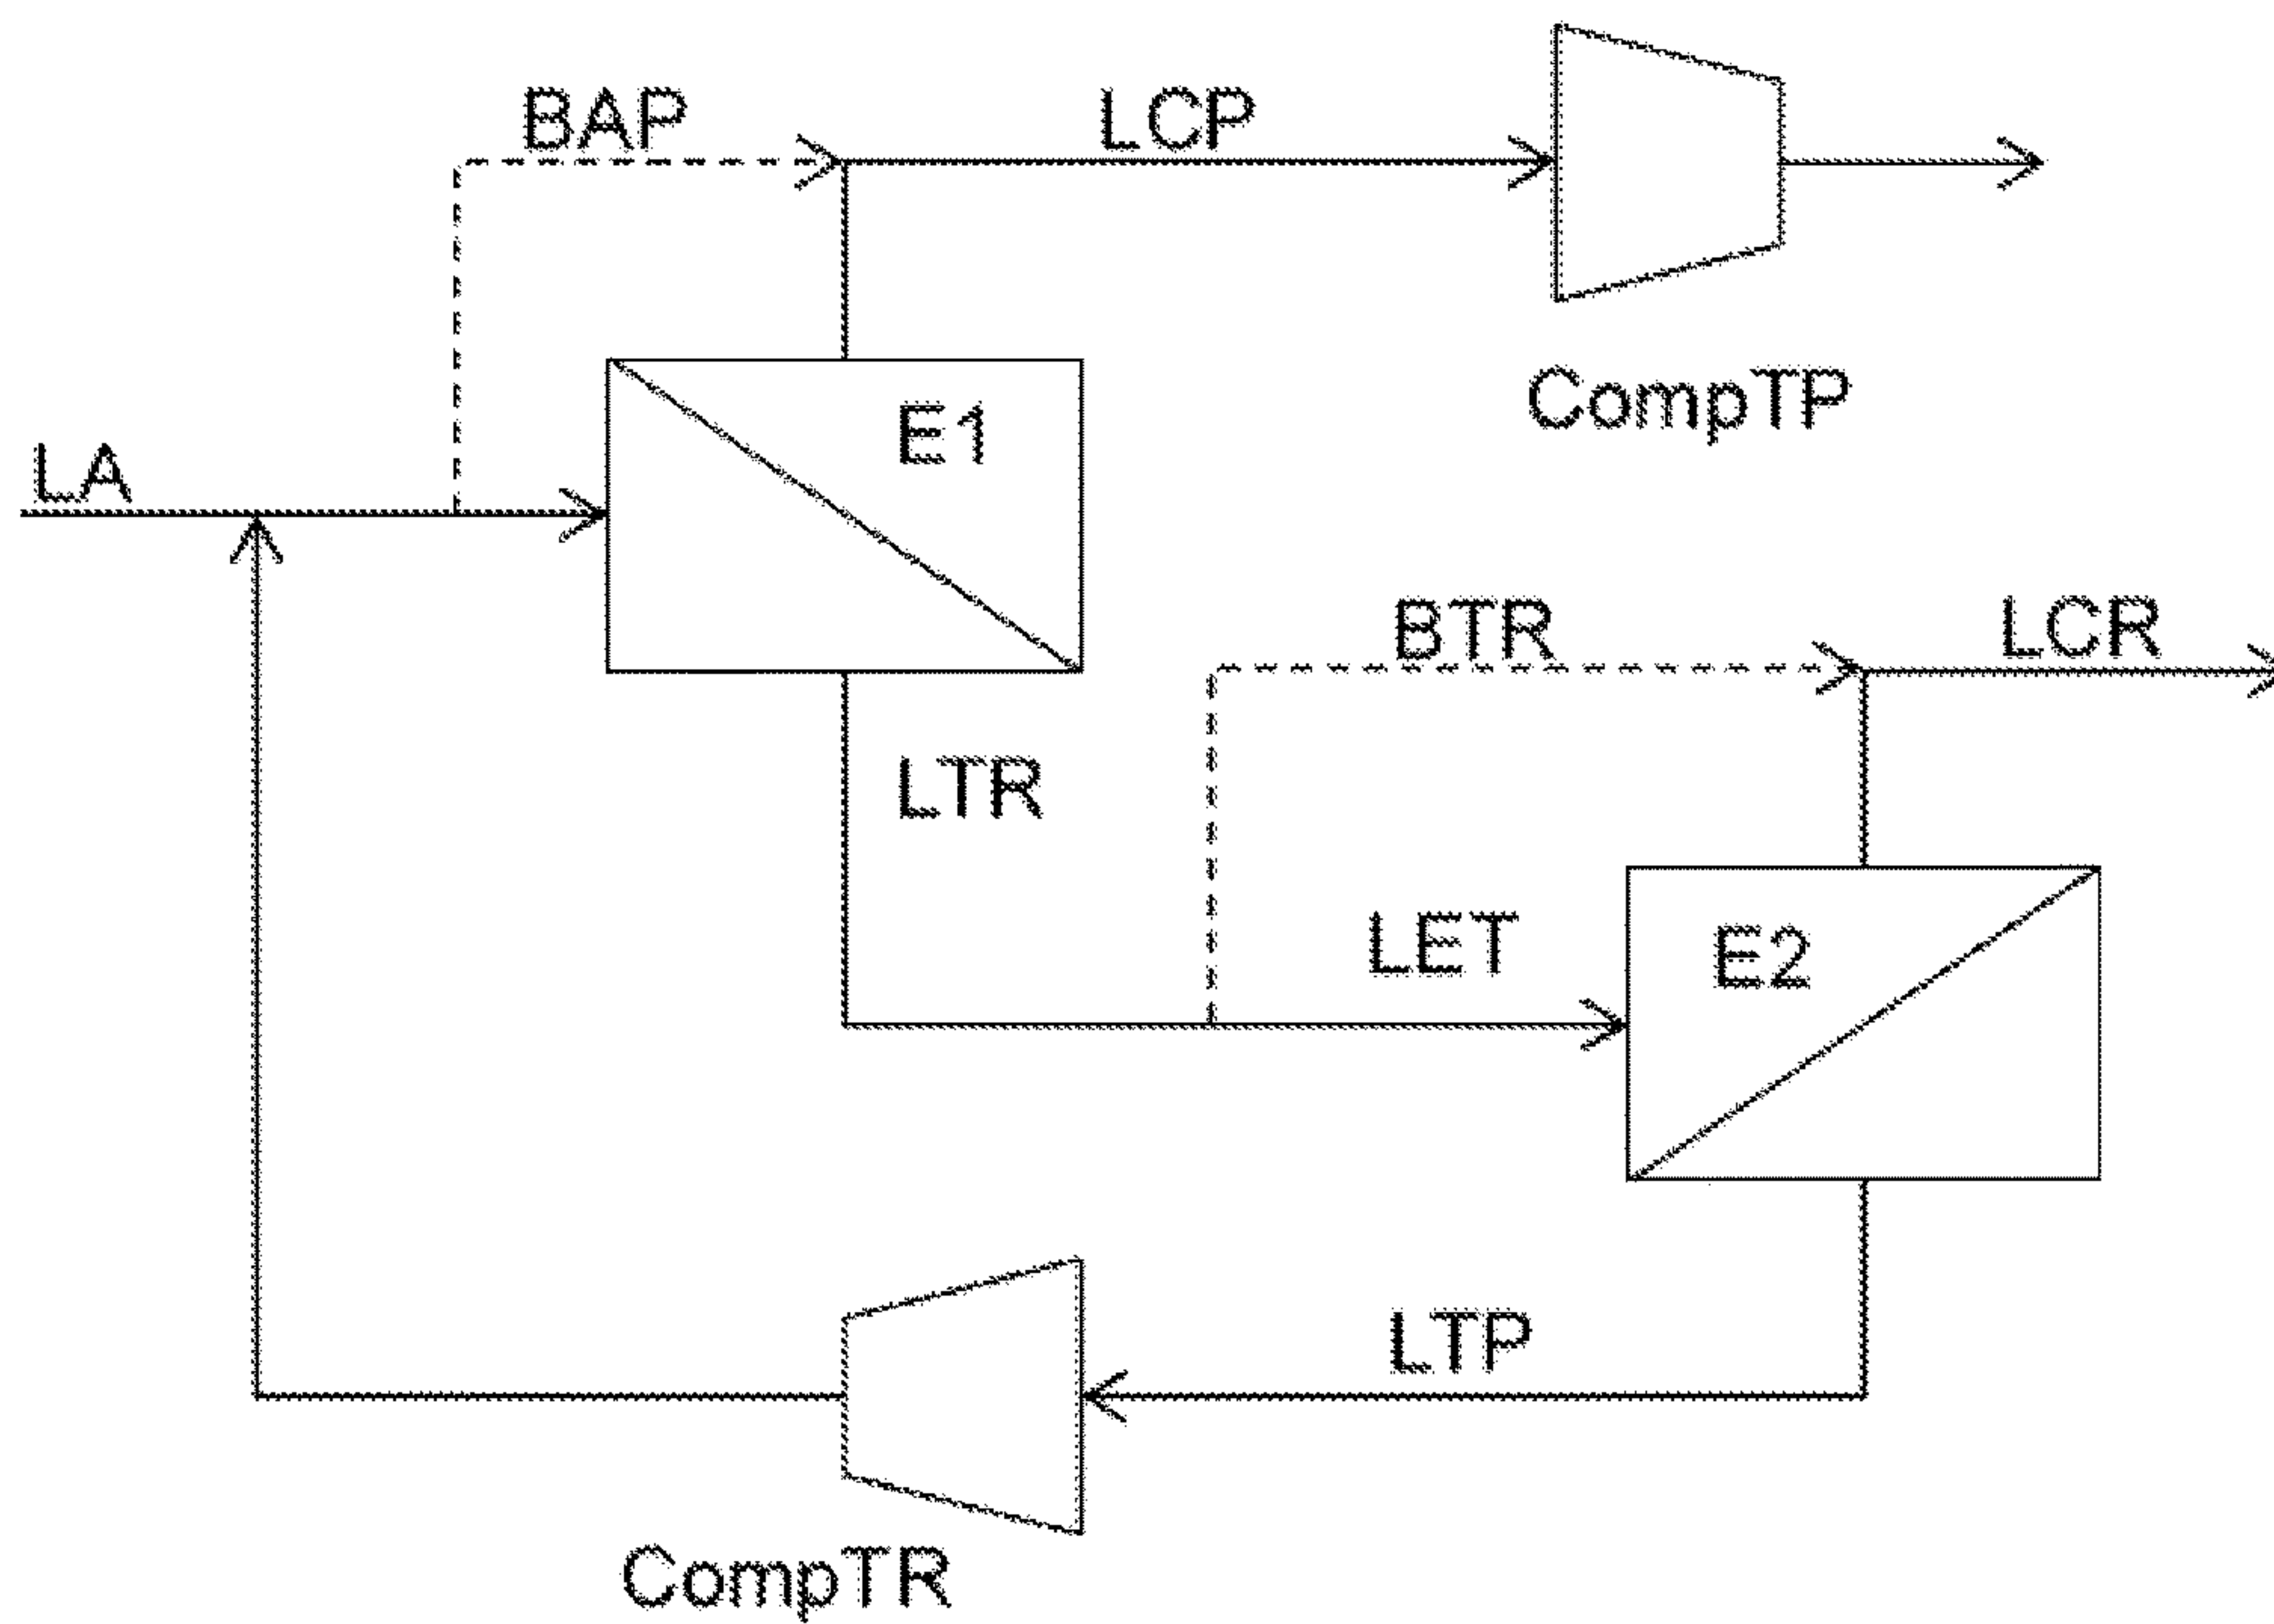 BAP
LCP
CompTP
E1
LA
BTR
LCR
LTR
LET
E2
LTP
CompTR